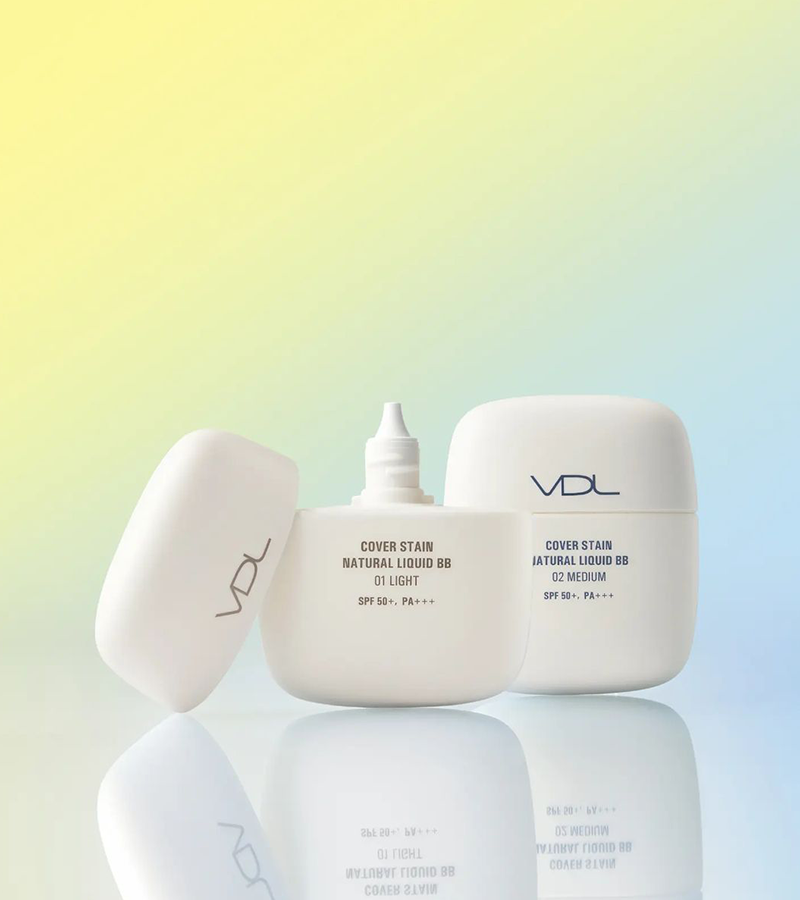 VDL
COVER STAIN
NATURAL LIQUID BB
01 LIGHT
SPF 50+, PA+++
VDL
COVER STAIN
NATURAL LIQUID BB
02 MEDIUM
SPF 50+, PA+++